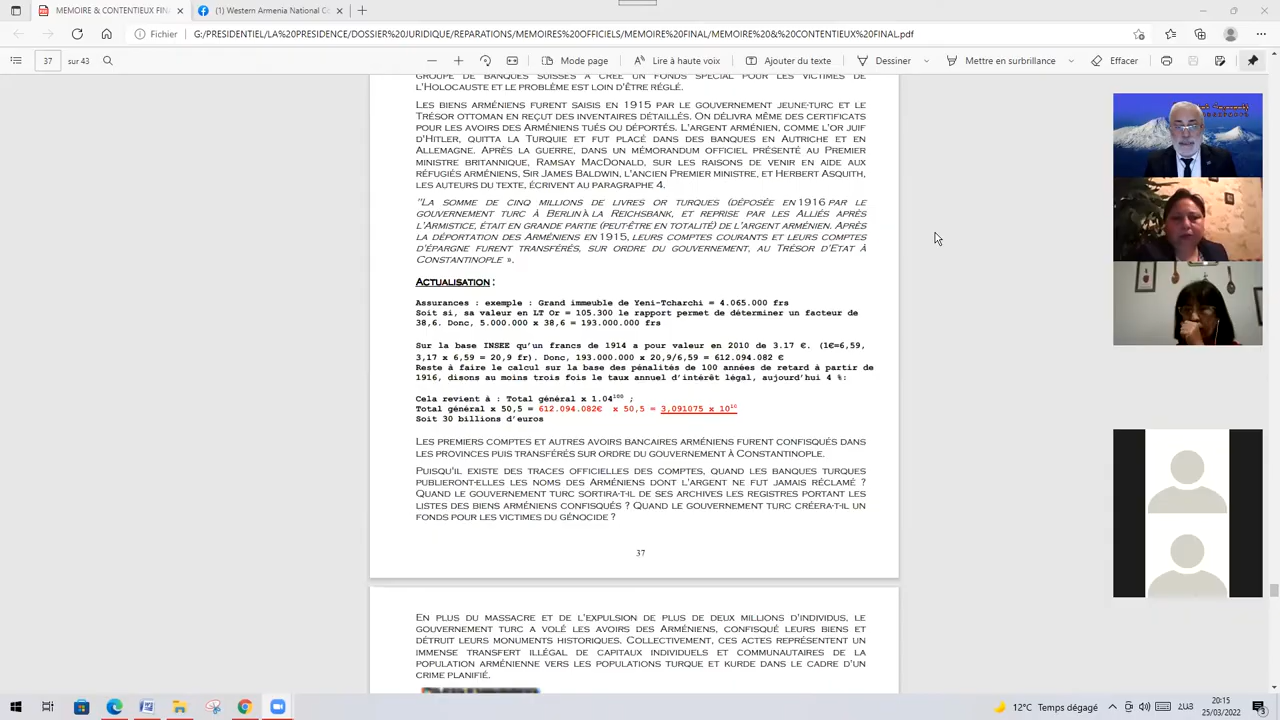 MEMOIRE & CONTENTIEUX FIN
(1) Western Armenia National Co
Fichier
G:/PRESIDENTIEL/LA%20PRESIDENCE/DOSSIER%20JURIDIQUE/REPARATIONS/MEMOIRES%20OFFICIELS/MEMOIRE%20FINAL/MEMOIRE%20&%20CONTENTIEUX%20FINAL.pdf
37 sur 43
Mode page
Lire à haute voix
Ajouter du texte
Dessiner
Mettre en surbrillance
Effacer
GROUPE DE BANQUES SUISSES A CRÉÉ UN FONDS SPÉCIAL POUR LES VICTIMES DE
L'HOLOCAUSTE ET LE PROBLÈME EST LOIN D'ÊTRE RÉGLÉ.
LES BIENS ARMÉNIENS FURENT SAISIS EN 1915 PAR LE GOUVERNEMENT JEUNE-TURC ET LE
TRÉSOR OTTOMAN EN REÇUT DES INVENTAIRES DÉTAILLÉS. ON DÉLIVRA MÊME DES CERTIFICATS
POUR LES AVOIRS DES ARMÉNIENS TUÉS OU DÉPORTÉS. L'ARGENT ARMÉNIEN, COMME L'OR JUIF
D'HITLER, QUITTA LA TURQUIE ET FUT PLACÉ DANS DES BANQUES EN AUTRICHE ET EN
ALLEMAGNE. APRÈS LA GUERRE, DANS UN MÉMORANDUM OFFICIEL PRÉSENTÉ AU PREMIER
MINISTRE BRITANNIQUE, RAMSAY MACDONALD, SUR LES RAISONS DE VENIR EN AIDE AUX
RÉFUGIÉS ARMÉNIENS, SIR JAMES BALDWIN, L'ANCIEN PREMIER MINISTRE, ET HERBERT ASQUITH,
LES AUTEURS DU TEXTE, ÉCRIVENT AU PARAGRAPHE 4.
"LA SOMME DE CINQ MILLIONS DE LIVRES OR TURQUES (DÉPOSÉE EN 1916 PAR LE
GOUVERNEMENT TURC À BERLIN À LA REICHSBANK, ET REPRISE PAR LES ALLIÉS APRÈS
L'ARMISTICE, ÉTAIT EN GRANDE PARTIE (PEUT-ÊTRE EN TOTALITÉ) DE L'ARGENT ARMÉNIEN. APRÈS
LA DÉPORTATION DES ARMÉNIENS EN 1915, LEURS COMPTES COURANTS ET LEURS COMPTES
D'ÉPARGNE FURENT TRANSFÉRÉS, SUR ORDRE DU GOUVERNEMENT, AU TRÉSOR D'ETAT À
CONSTANTINOPLE ».
ACTUALISATION :
Assurances : exemple : Grand immeuble de Yeni-Tcharchi = 4.065.000 frs
Soit si, sa valeur en LT Or = 105.300 le rapport permet de déterminer un facteur de
38,6. Donc, 5.000.000 x 38,6 = 193.000.000 frs
Sur la base INSEE qu'un francs de 1914 a pour valeur en 2010 de 3.17 €. (1€=6,59,
3,17 x 6,59 = 20,9 fr). Donc, 193.000.000 x 20,9/6,59 = 612.094.082 €
Reste à faire le calcul sur la base des pénalités de 100 années de retard à partir de
1916, disons au moins trois fois le taux annuel d'intérêt légal, aujourd'hui 4 %:
Cela revient à : Total général x 1.04¹⁰⁰ ;
Total général x 50,5 = 612.094.082€ x 50,5 = 3,091075 x 10¹⁰
Soit 30 billions d'euros
LES PREMIERS COMPTES ET AUTRES AVOIRS BANCAIRES ARMÉNIENS FURENT CONFISQUÉS DANS
LES PROVINCES PUIS TRANSFÉRÉS SUR ORDRE DU GOUVERNEMENT À CONSTANTINOPLE.
PUISQU'IL EXISTE DES TRACES OFFICIELLES DES COMPTES, QUAND LES BANQUES TURQUES
PUBLIERONT-ELLES LES NOMS DES ARMÉNIENS DONT L'ARGENT NE FUT JAMAIS RÉCLAMÉ ?
QUAND LE GOUVERNEMENT TURC SORTIRA-T-IL DE SES ARCHIVES LES REGISTRES PORTANT LES
LISTES DES BIENS ARMÉNIENS CONFISQUÉS ? QUAND LE GOUVERNEMENT TURC CRÉERA-T-IL UN
FONDS POUR LES VICTIMES DU GÉNOCIDE ?
37
EN PLUS DU MASSACRE ET DE L'EXPULSION DE PLUS DE DEUX MILLIONS D'INDIVIDUS, LE
GOUVERNEMENT TURC A VOLÉ LES AVOIRS DES ARMÉNIENS, CONFISQUÉ LEURS BIENS ET
DÉTRUIT LEURS MONUMENTS HISTORIQUES. COLLECTIVEMENT, CES ACTES REPRÉSENTENT UN
IMMENSE TRANSFERT ILLÉGAL DE CAPITAUX INDIVIDUELS ET COMMUNAUTAIRES DE LA
POPULATION ARMÉNIENNE VERS LES POPULATIONS TURQUE ET KURDE DANS LE CADRE D'UN
CRIME PLANIFIÉ.
12°C Temps dégagé
ՀԱՅ
20:15
25/03/2022